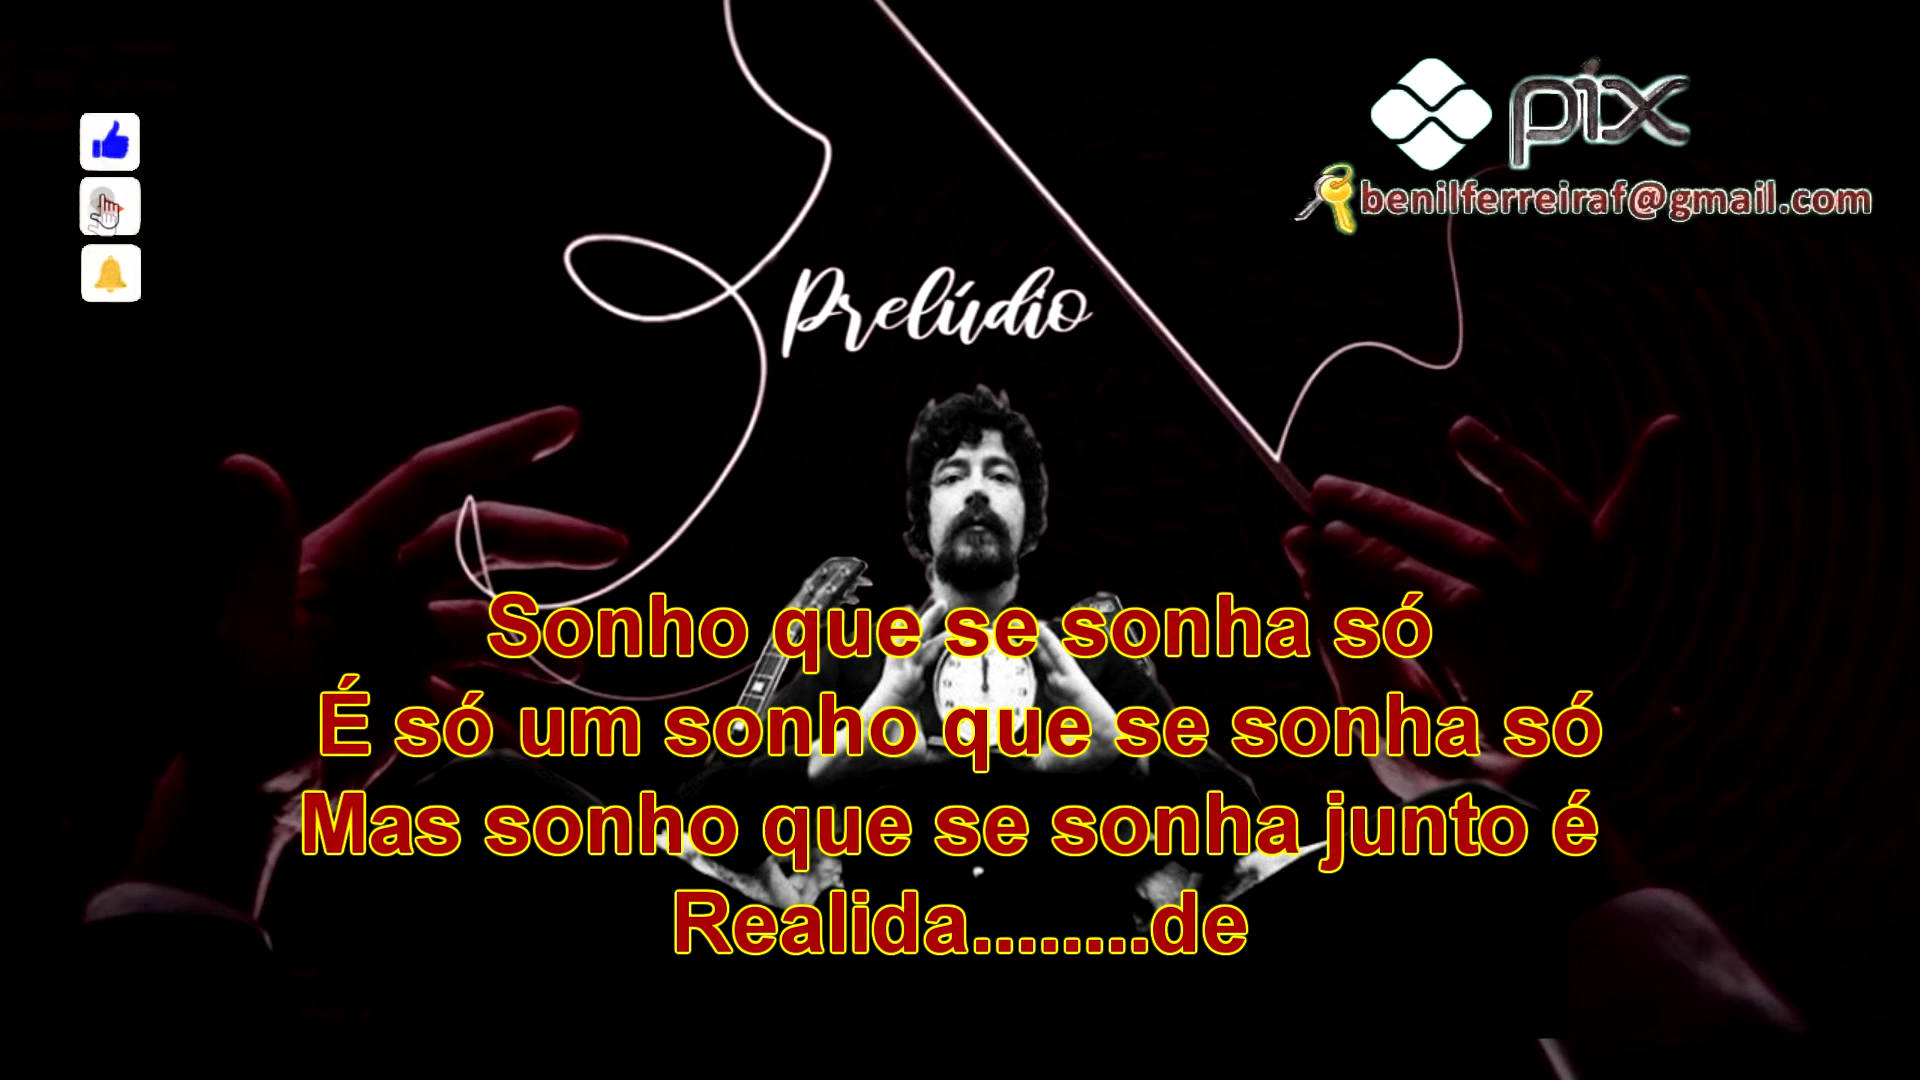 pix
benilferreiraf@gmail.com
Prelúdio
Sonho que se sonha só
É só um sonho que se sonha só
Mas sonho que se sonha junto é
Realida........de